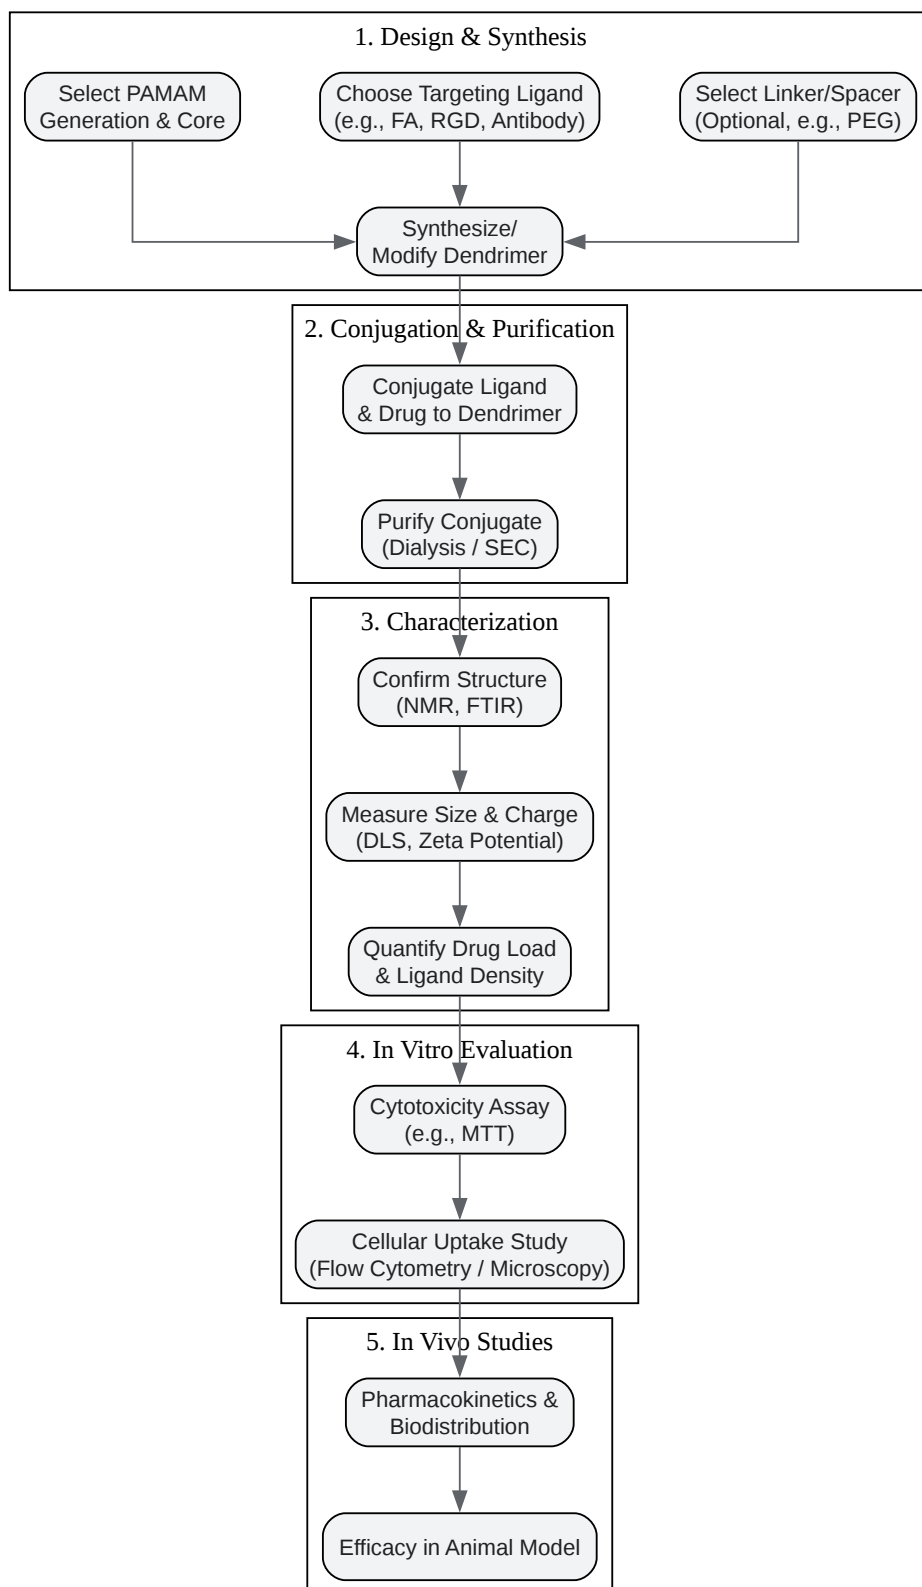 1. Design & Synthesis
Select PAMAM
Generation & Core
Choose Targeting Ligand
(e.g., FA, RGD, Antibody)
Select Linker/Spacer
(Optional, e.g., PEG)
Synthesize/
Modify Dendrimer
2. Conjugation & Purification
Conjugate Ligand
& Drug to Dendrimer
Purify Conjugate
(Dialysis / SEC)
3. Characterization
Confirm Structure
(NMR, FTIR)
Measure Size & Charge
(DLS, Zeta Potential)
Quantify Drug Load
& Ligand Density
4. In Vitro Evaluation
Cytotoxicity Assay
(e.g., MTT)
Cellular Uptake Study
(Flow Cytometry / Microscopy)
5. In Vivo Studies
Pharmacokinetics &
Biodistribution
Efficacy in Animal Model